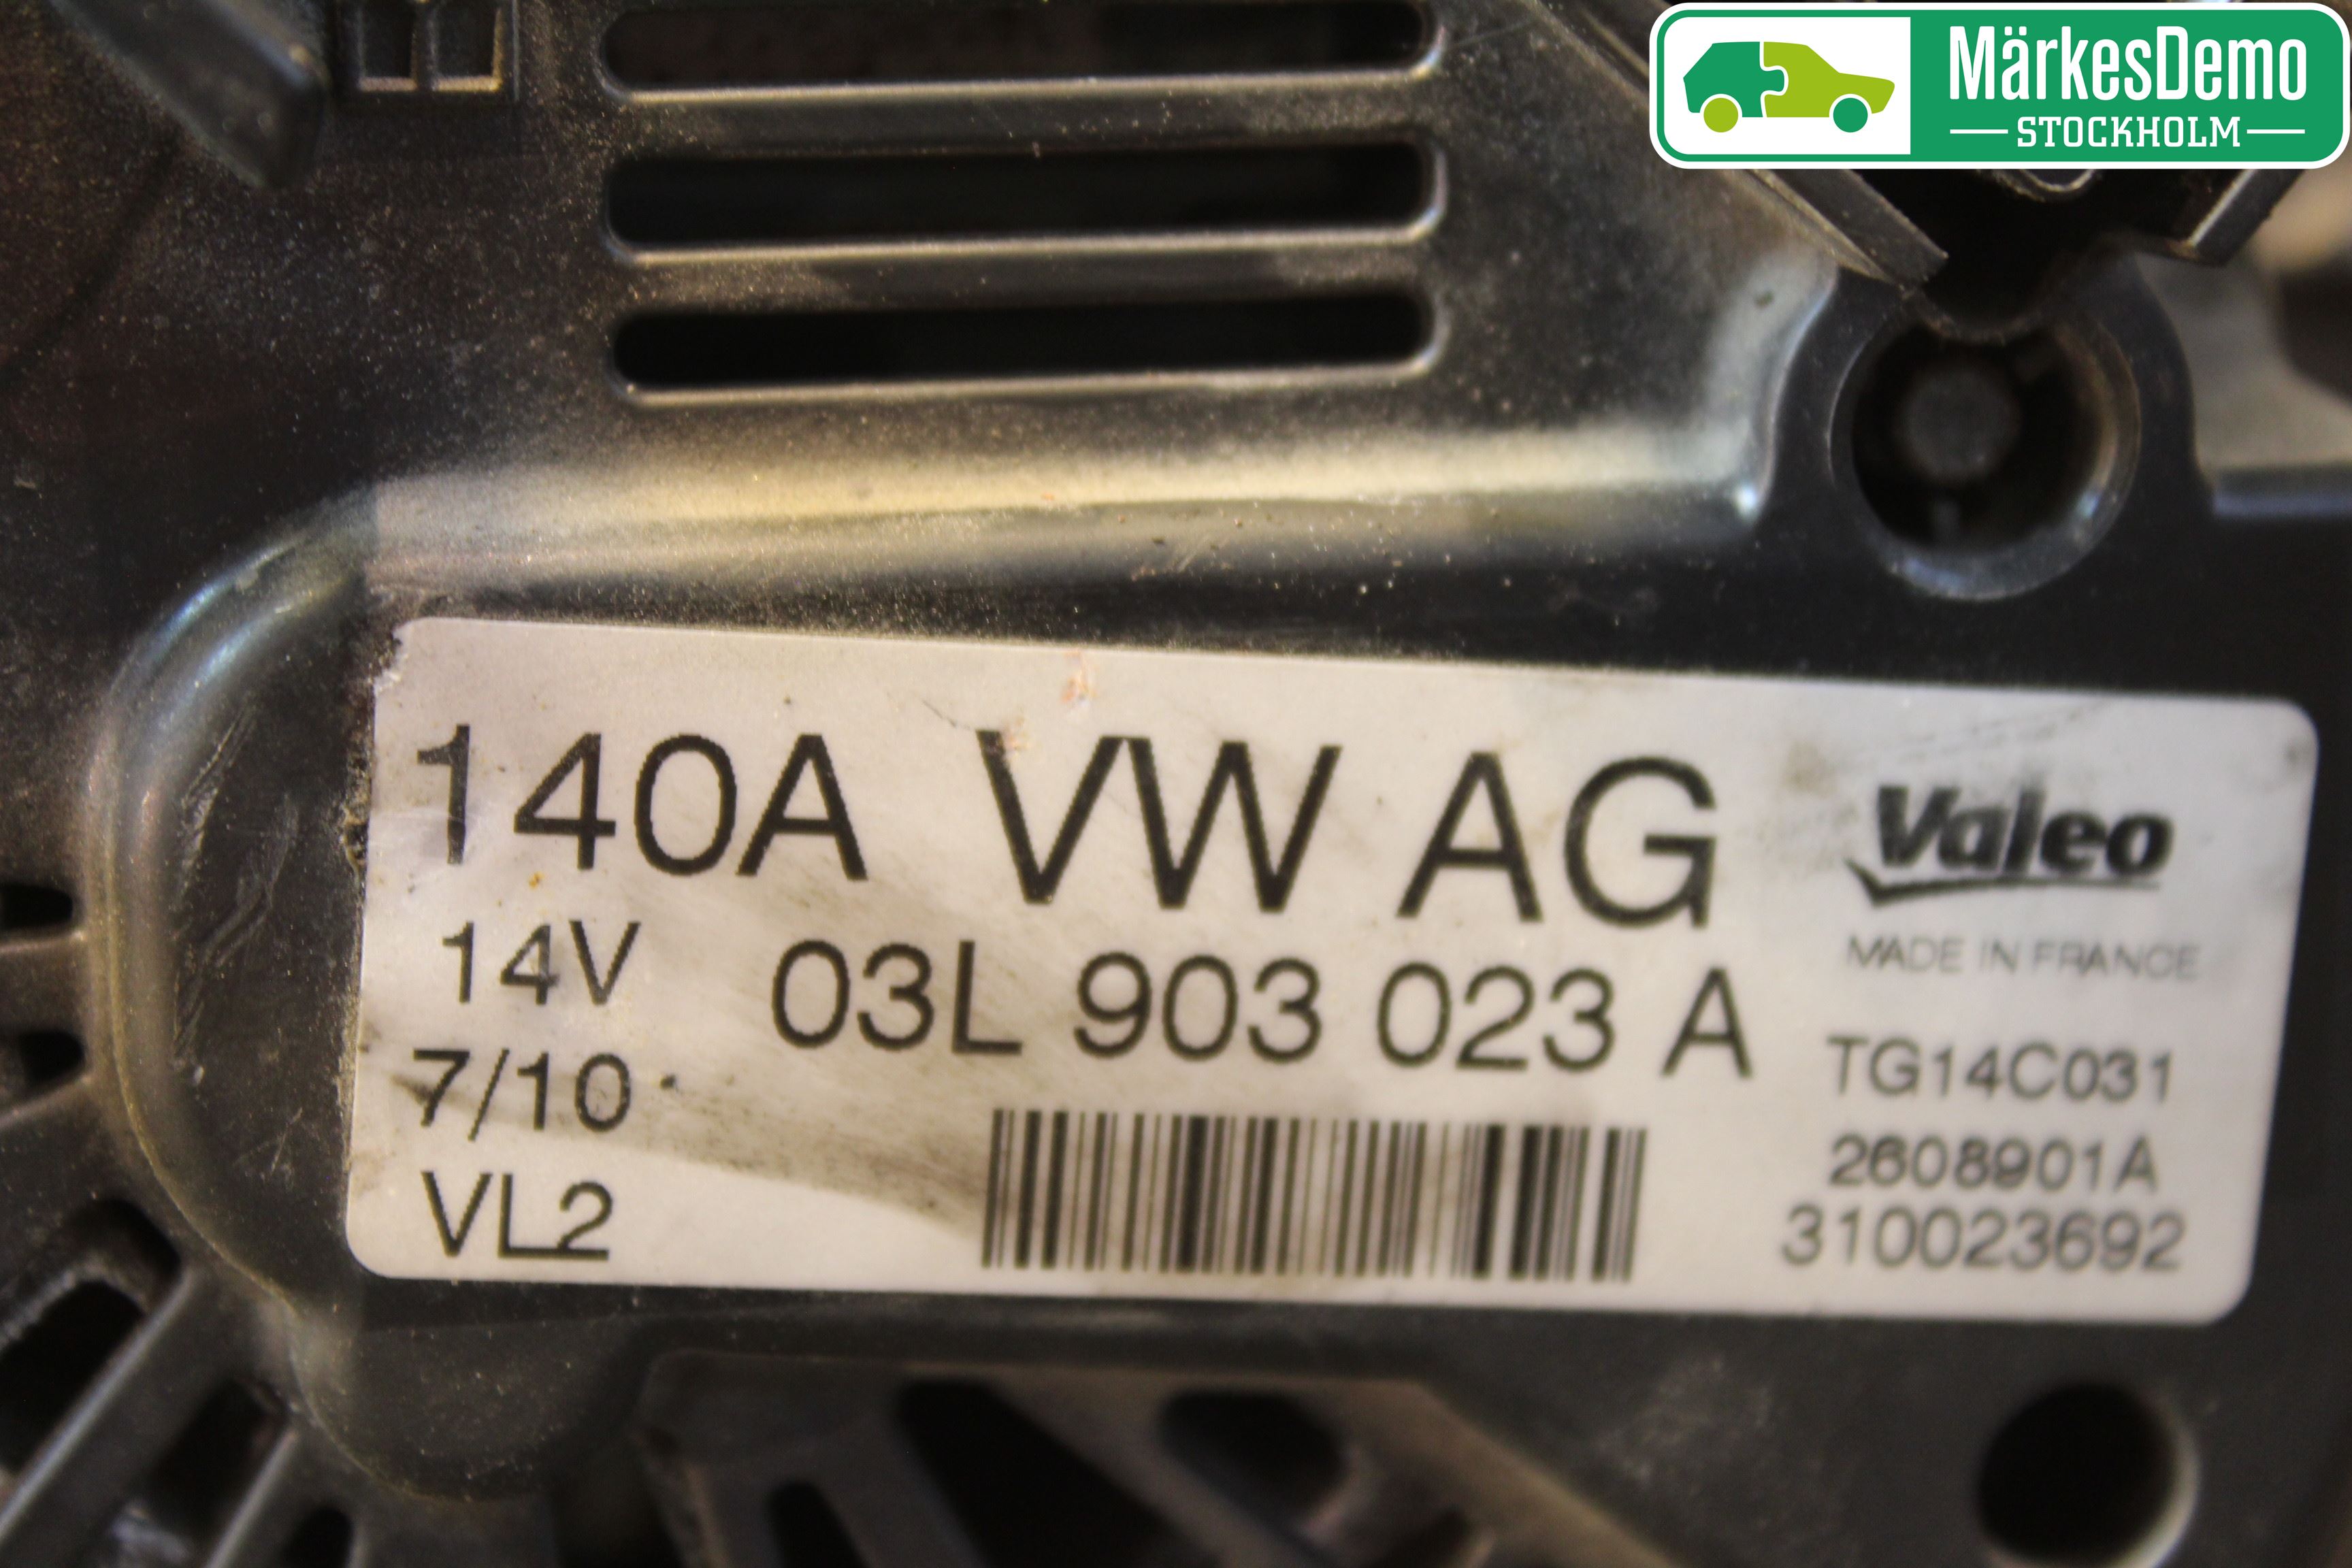 MärkesDemo
STOCKHOLM
140A VW AG
14V 03L 903 023 A
7/10
VL2
Valeo
MADE IN FRANCE
TG14C031
2608901A
310023692